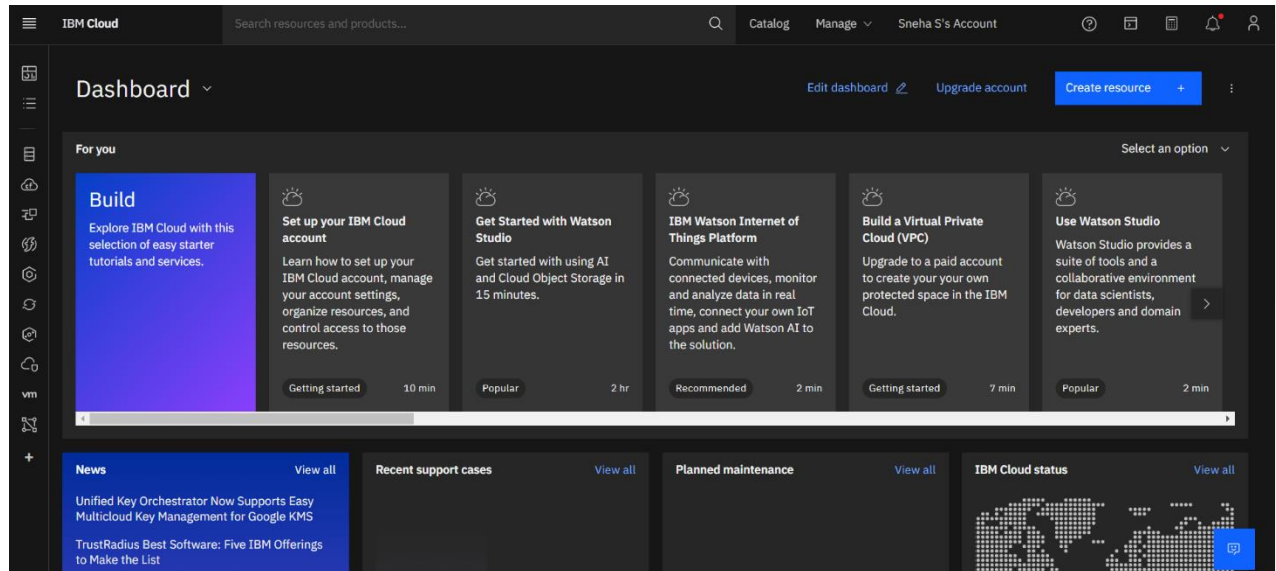 IBM Cloud
Search resources and products...
Catalog
Manage
Sneha S's Account
Dashboard
Edit dashboard
Upgrade account
Create resource +
For you
Select an option
Build
Explore IBM Cloud with this
selection of easy starter
tutorials and services.
Set up your IBM Cloud
account
Learn how to set up your
IBM Cloud account, manage
your account settings,
organize resources, and
control access to those
resources.
Getting started
10 min
Get Started with Watson
Studio
Get started with using AI
and Cloud Object Storage in
15 minutes.
Popular
2 hr
IBM Watson Internet of
Things Platform
Communicate with
connected devices, monitor
and analyze data in real
time, connect your own IoT
apps and add Watson AI to
the solution.
Recommended
2 min
Build a Virtual Private
Cloud (VPC)
Upgrade to a paid account
to create your your own
protected space in the IBM
Cloud.
Getting started
7 min
Use Watson Studio
Watson Studio provides a
suite of tools and a
collaborative environment
for data scientists,
developers and domain
experts.
Popular
2 min
vm
News
View all
Unified Key Orchestrator Now Supports Easy
Multicloud Key Management for Google KMS
TrustRadius Best Software: Five IBM Offerings
to Make the List
Recent support cases
View all
Planned maintenance
View all
IBM Cloud status
View all